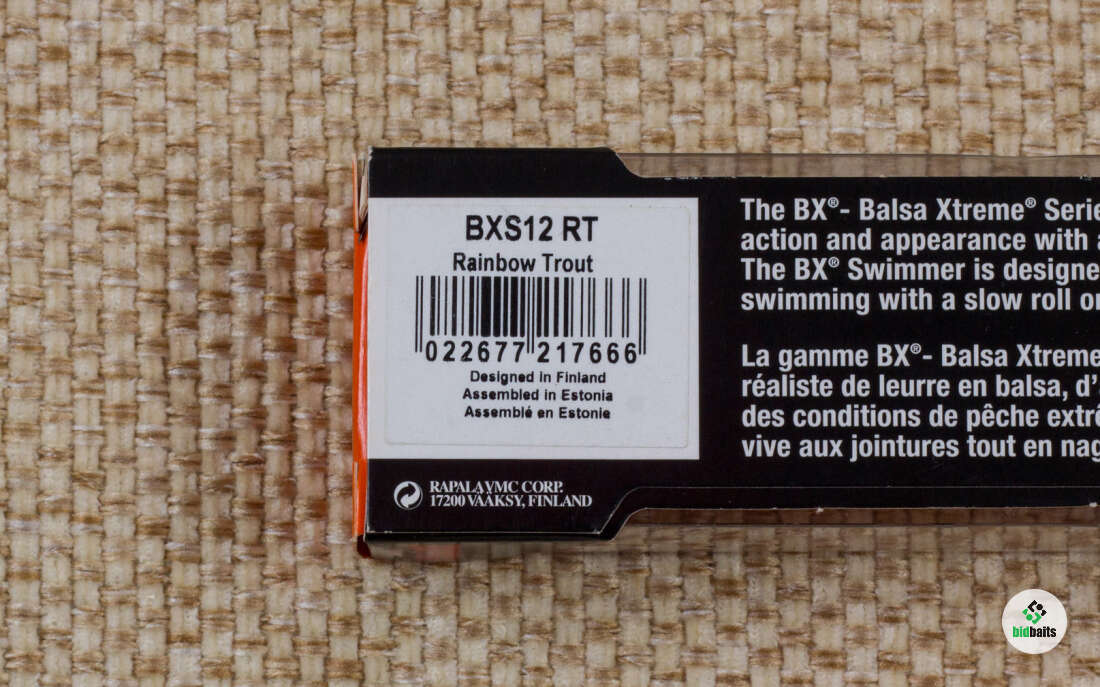 BXS12 RT
Rainbow Trout
022677 217666
Designed in Finland
Assembled in Estonia
Assemblé en Estonie
RAPALA VMC CORP.
17200 VÄÄKSY, FINLAND
The BX®- Balsa Xtreme® Serie
action and appearance with a
The BX® Swimmer is designe
swimming with a slow roll or
La gamme BX®- Balsa Xtreme
réaliste de leurre en balsa, d'
des conditions de pêche extrê
vive aux jointures tout en nag
bidbaits